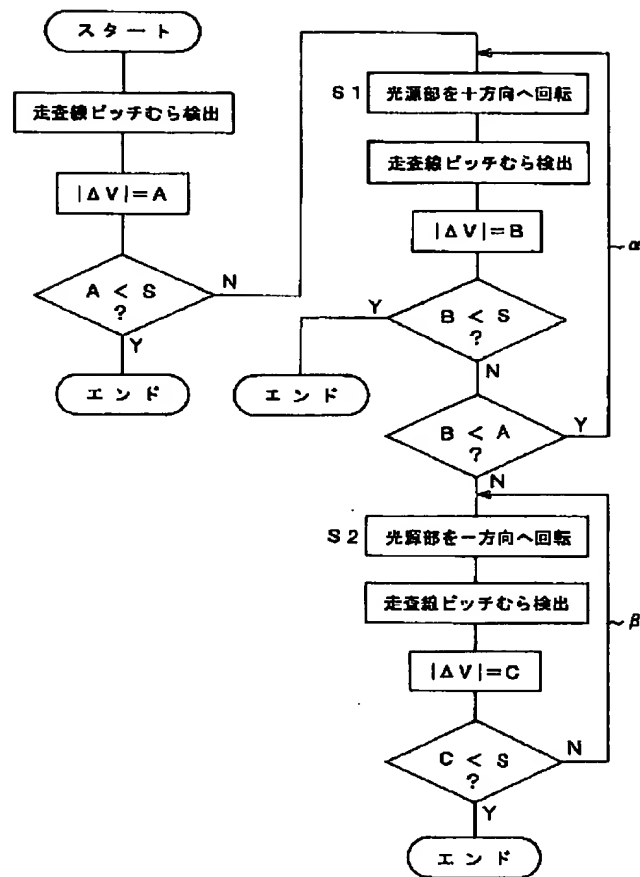 スタート
走査線ピッチむら検出
|ΔV|=A
A < S
?
N
Y
エンド
S1
光源部を＋方向へ回転
走査線ピッチむら検出
|ΔV|=B
α
B < S
?
Y
N
エンド
B < A
?
Y
N
S2
光源部を－方向へ回転
走査線ピッチむら検出
β
|ΔV|=C
C < S
?
N
Y
エンド